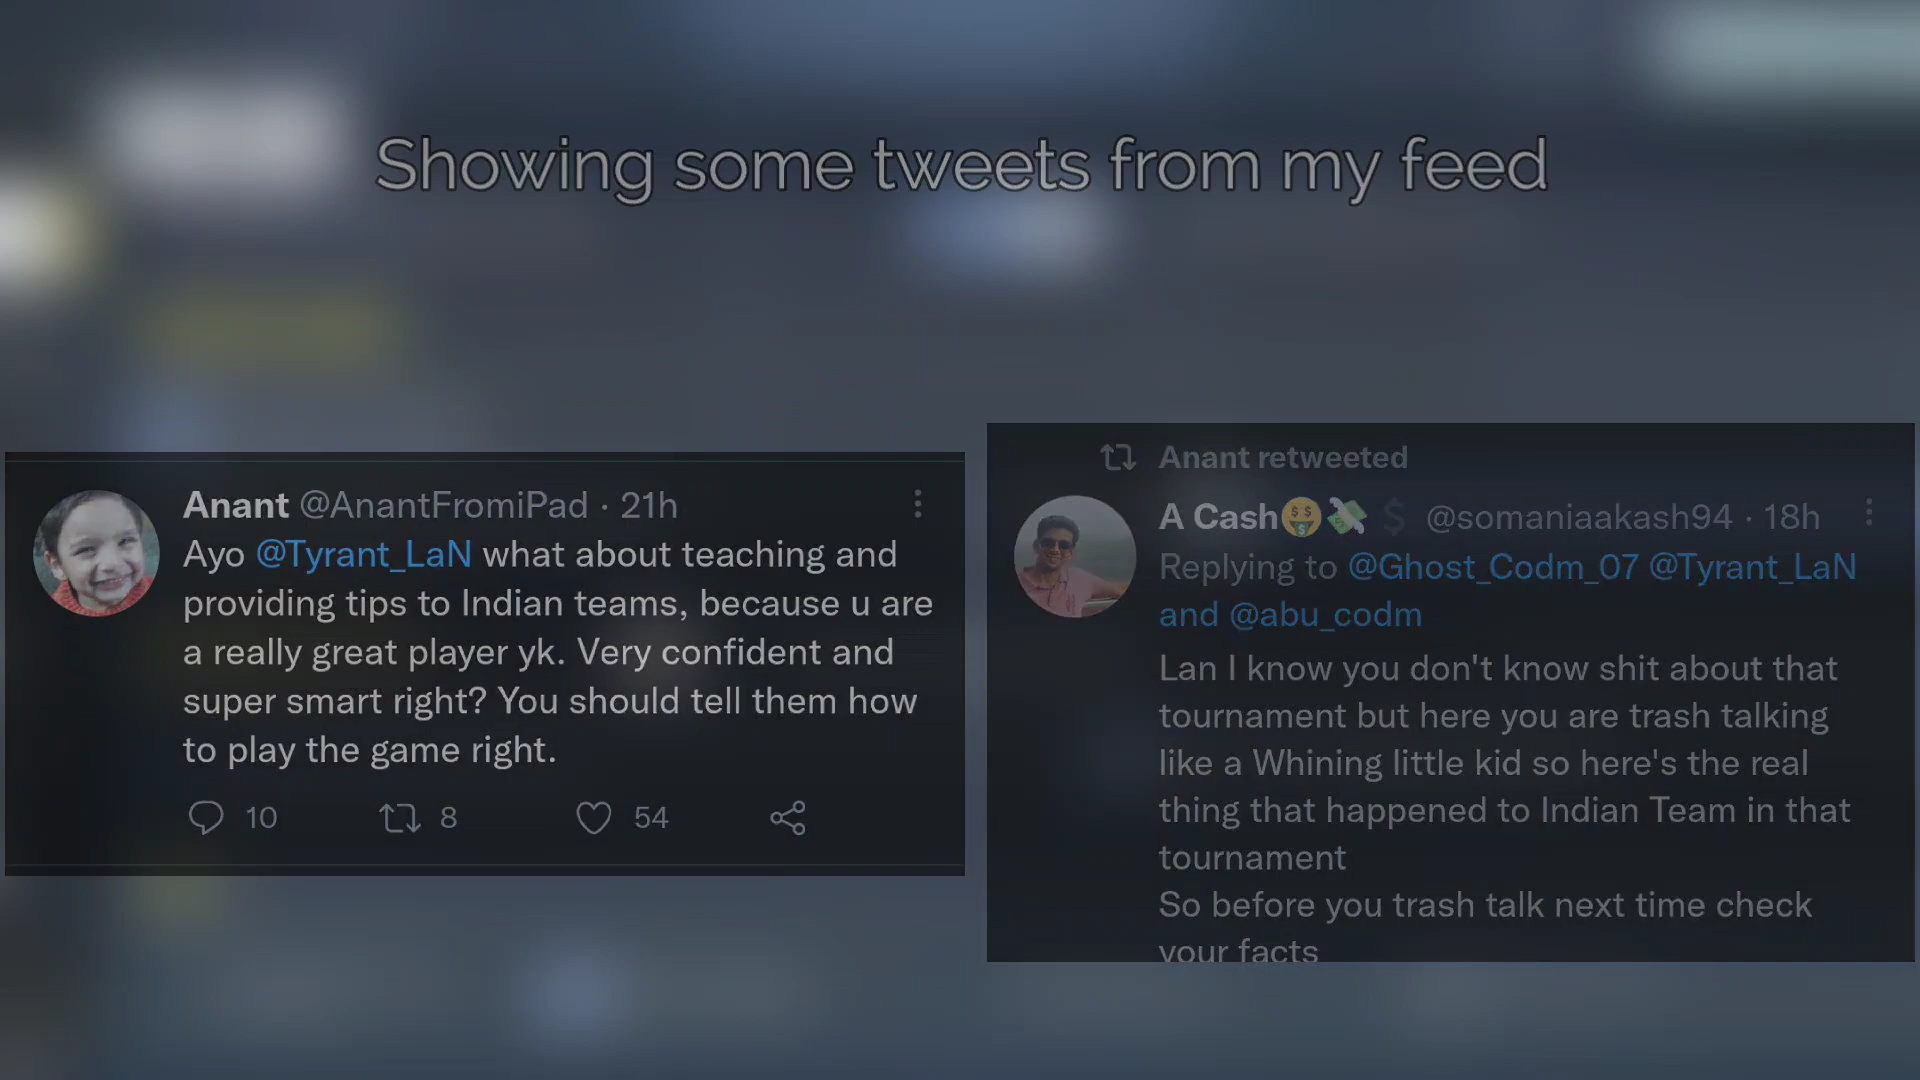 Showing some tweets from my feed
Anant @AnantFromiPad · 21h
Ayo @Tyrant_LaN what about teaching and
providing tips to Indian teams, because u are
a really great player yk. Very confident and
super smart right? You should tell them how
to play the game right.
10 8 54
Anant retweeted
A Cash🤑💸💲 @somaniaakash94 · 18h
Replying to @Ghost_Codm_07 @Tyrant_LaN
and @abu_codm
Lan I know you don't know shit about that
tournament but here you are trash talking
like a Whining little kid so here's the real
thing that happened to Indian Team in that
tournament
So before you trash talk next time check
your facts